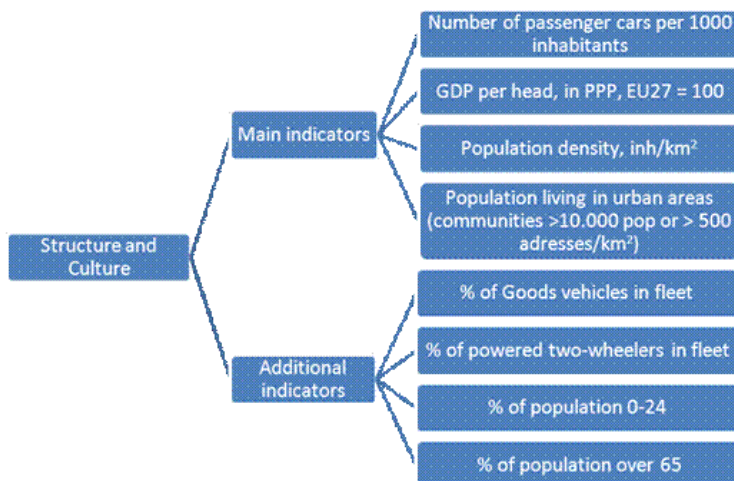 Number of passenger cars per 1000
inhabitants
GDP per head, in PPP, EU27 = 100
Main indicators
Population density, inh/km²
Population living in urban areas
(communities >10.000 pop or > 500
adresses/km²)
Structure and
Culture
% of Goods vehicles in fleet
% of powered two-wheelers in fleet
Additional
indicators
% of population 0-24
% of population over 65